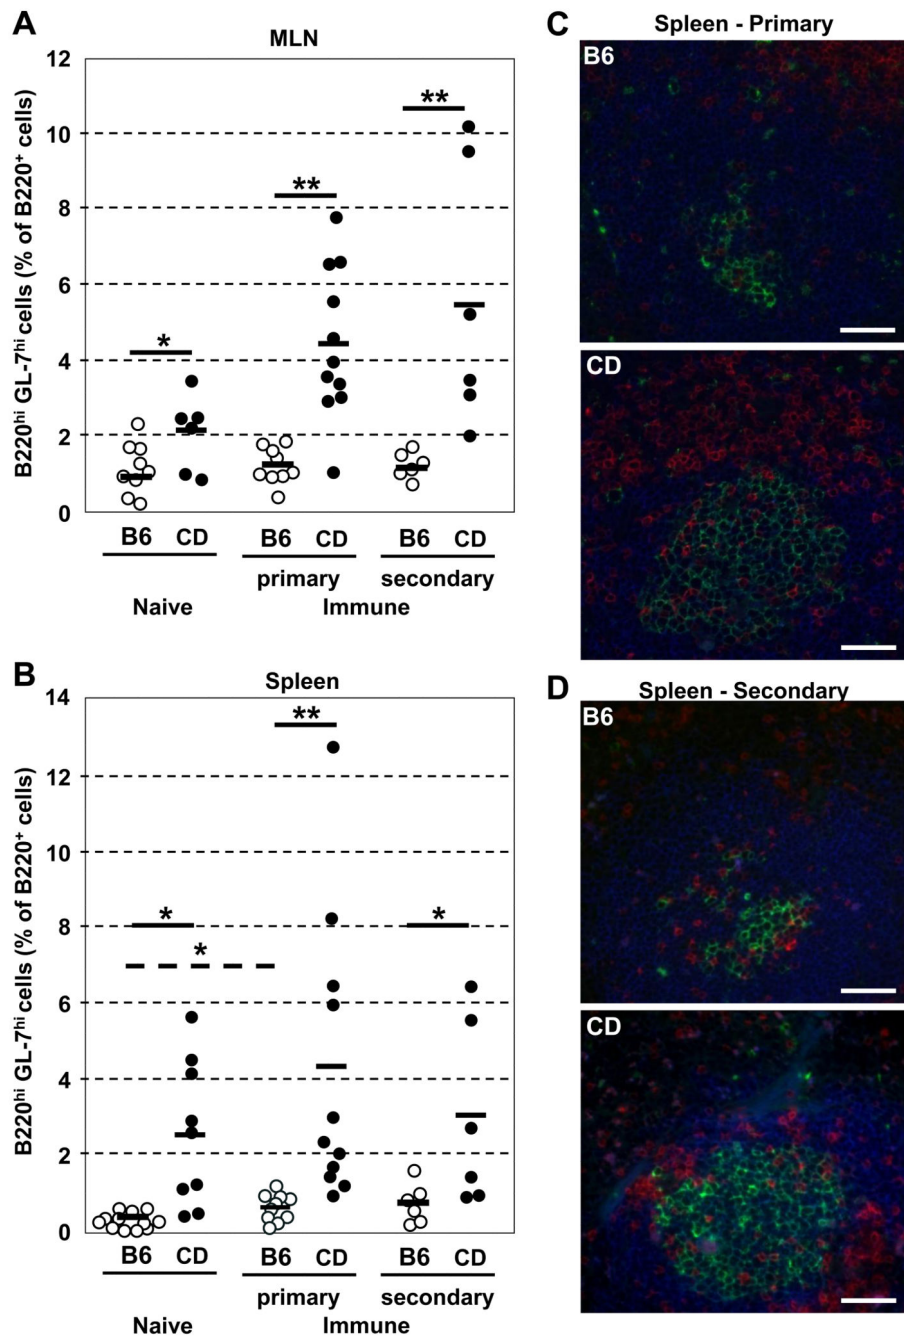 A
MLN
12
10
8
6
4
2
0
B220hi GL-7hi cells (% of B220+ cells)
*
**
**
B6 CD B6 CD B6 CD
primary secondary
Naive Immune
B
Spleen
14
12
10
8
6
4
2
0
B220hi GL-7hi cells (% of B220+ cells)
*
*
**
*
B6 CD B6 CD B6 CD
primary secondary
Naive Immune
C
Spleen - Primary
B6
CD
D
Spleen - Secondary
B6
CD